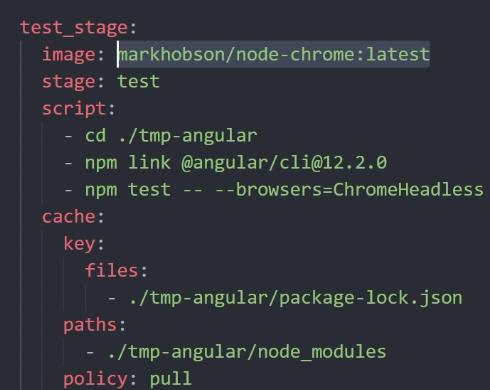 test_stage:
image: markhobson/node-chrome:latest
stage: test
script:
- cd ./tmp-angular
- npm link @angular/cli@12.2.0
- npm test -- --browsers=ChromeHeadless
cache:
key:
files:
- ./tmp-angular/package-lock.json
paths:
- ./tmp-angular/node_modules
policy: pull